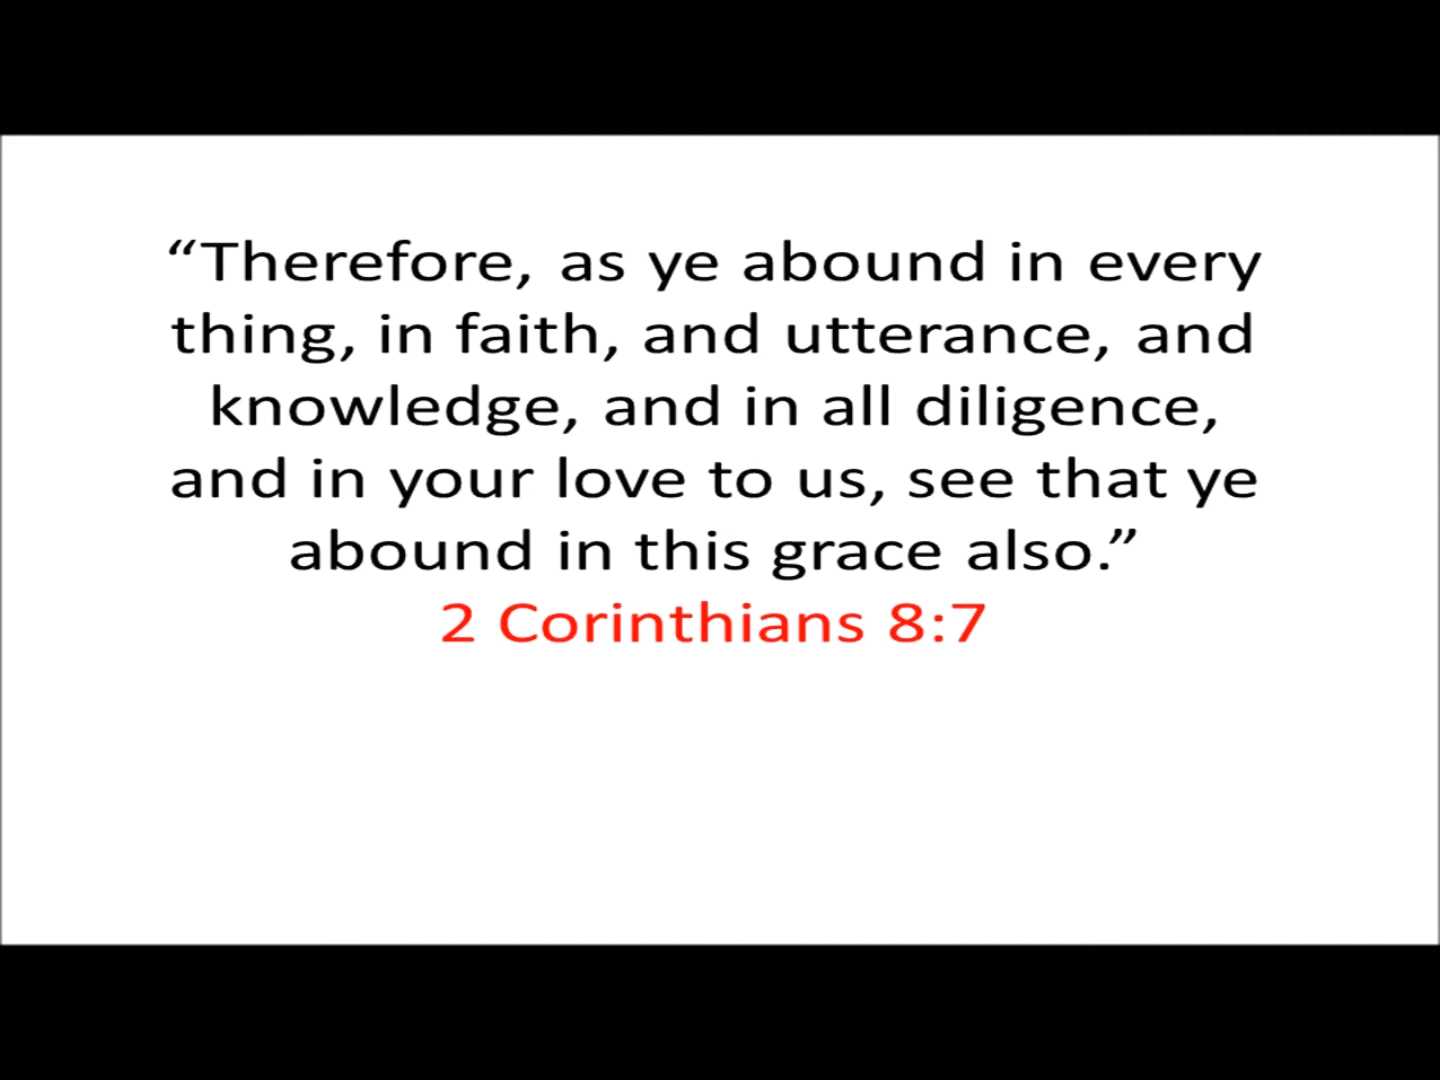 “Therefore, as ye abound in every
thing, in faith, and utterance, and
knowledge, and in all diligence,
and in your love to us, see that ye
abound in this grace also.”
2 Corinthians 8:7